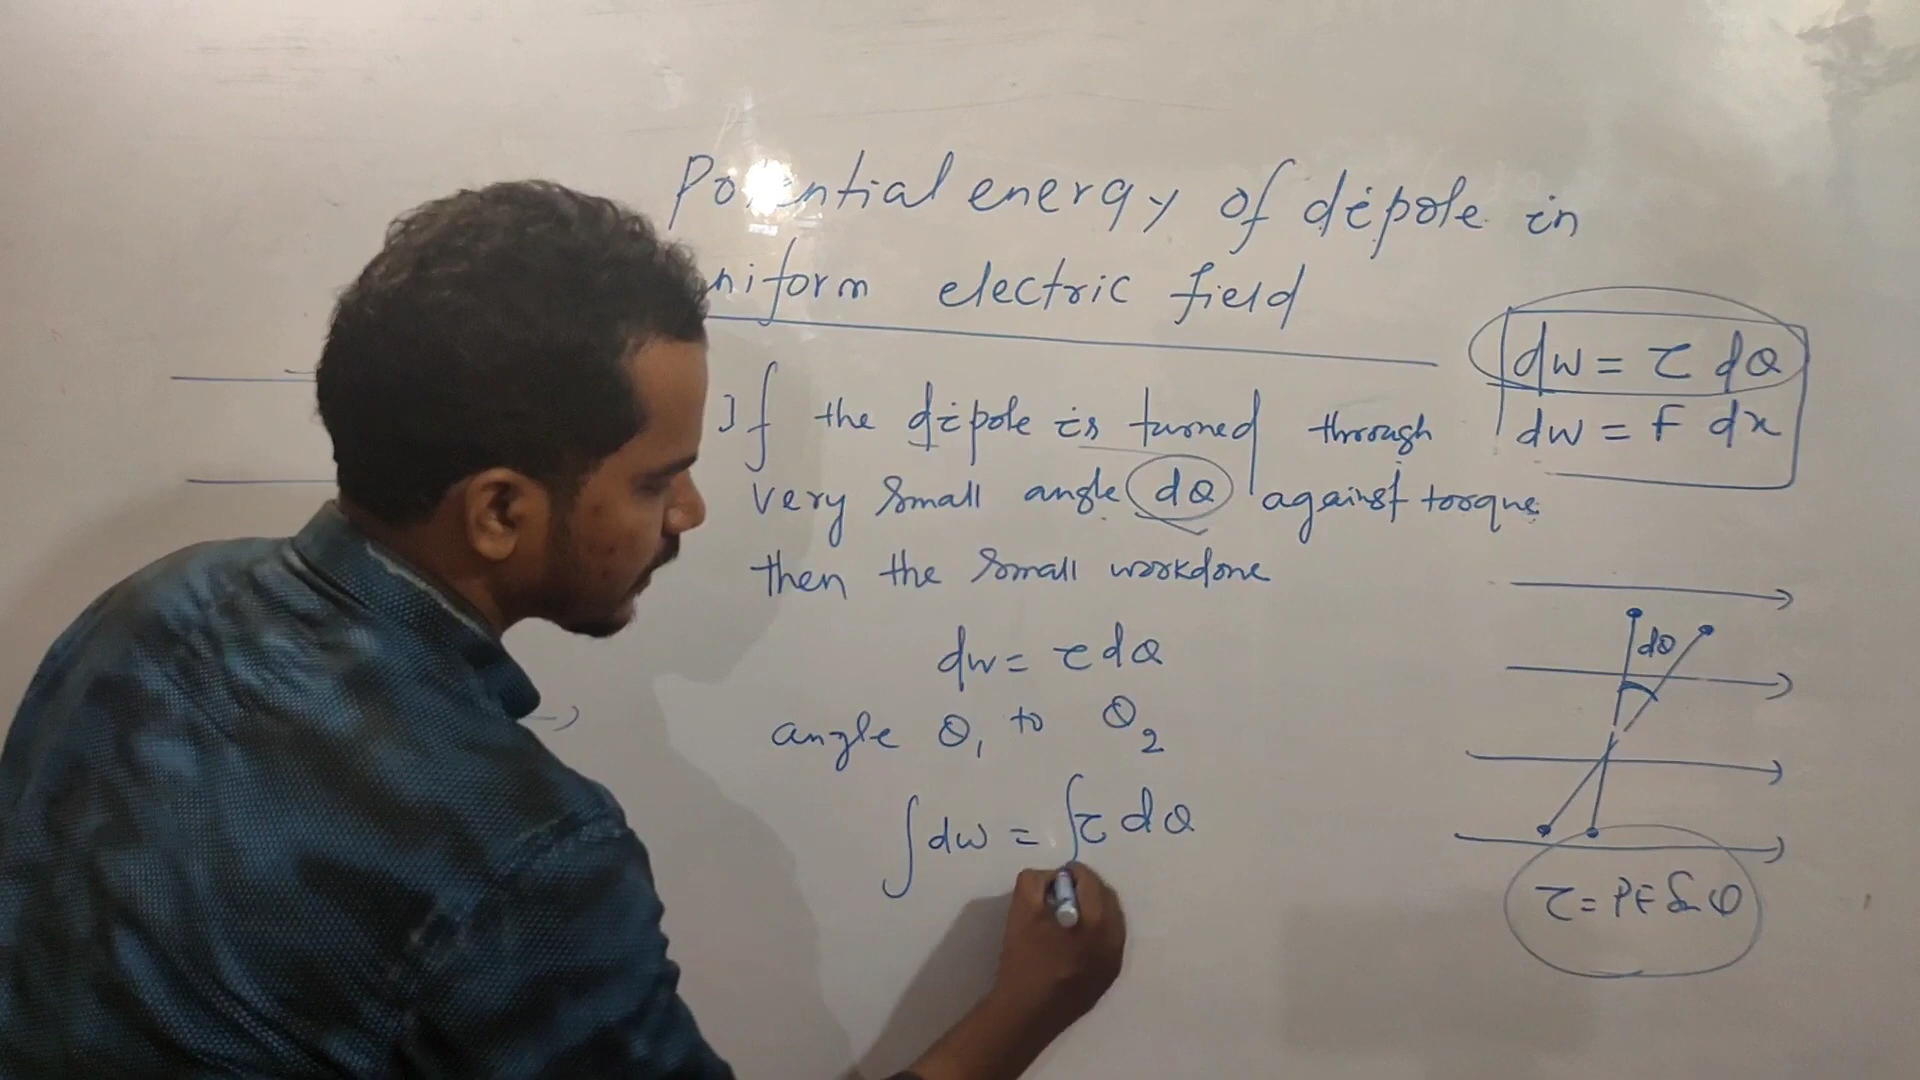 Potential energy of dipole in
niform electric field
dw = τ dθ
dw = F dx
If the dipole is turned through
very small angle dθ against torque
then the small workdone
dw = τ dθ
angle θ₁ to θ₂
∫ dw = ∫ τ dθ
dθ
τ = PE Sin θ